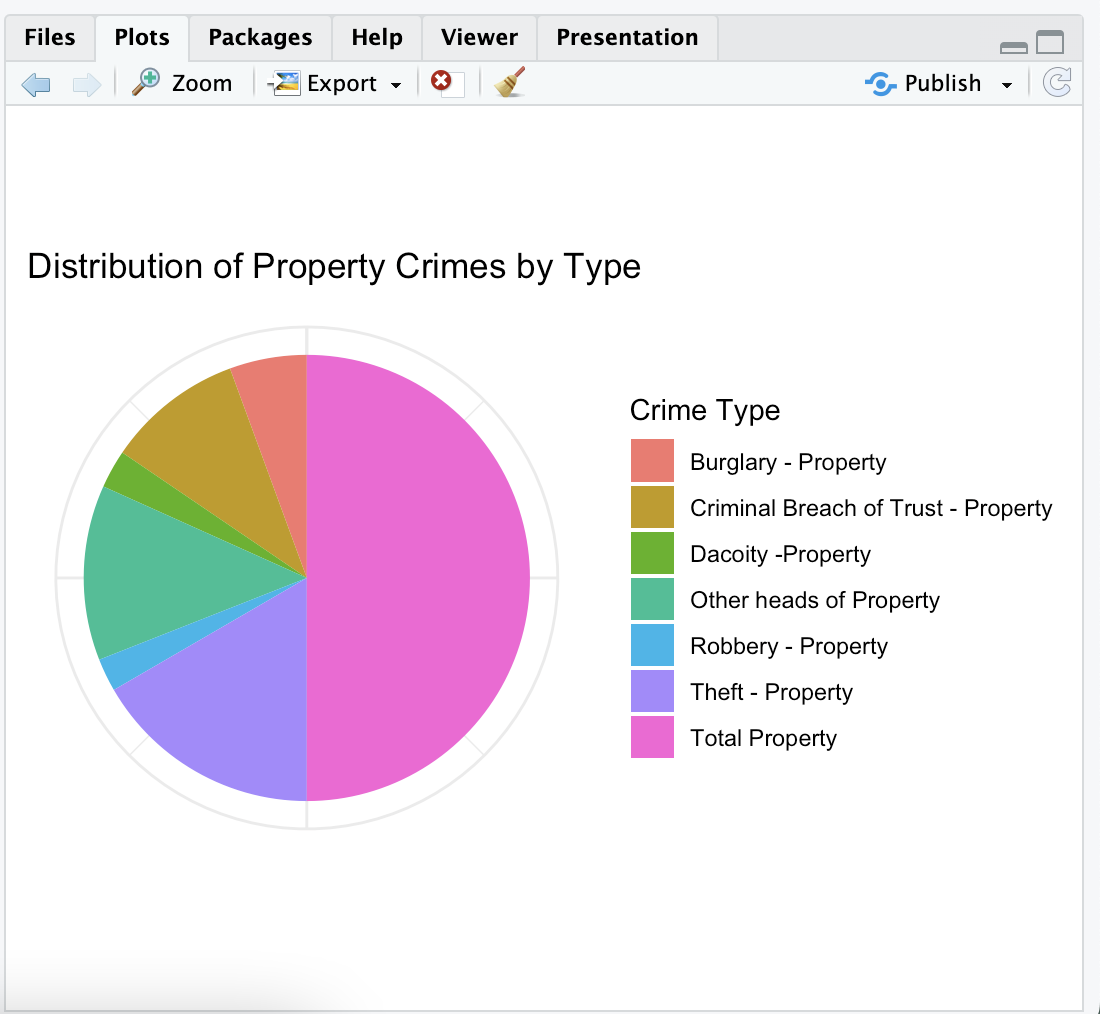 Files Plots Packages Help Viewer Presentation
Zoom Export Publish
Distribution of Property Crimes by Type
Crime Type
Burglary - Property
Criminal Breach of Trust - Property
Dacoity -Property
Other heads of Property
Robbery - Property
Theft - Property
Total Property